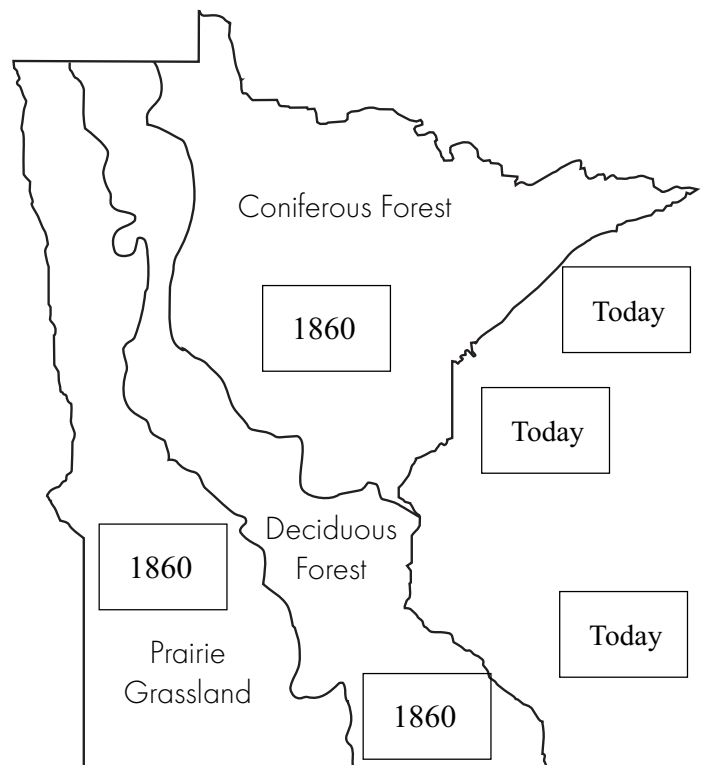 Coniferous Forest
1860
Today
Today
Deciduous
Forest
1860
Today
Prairie
Grassland
1860